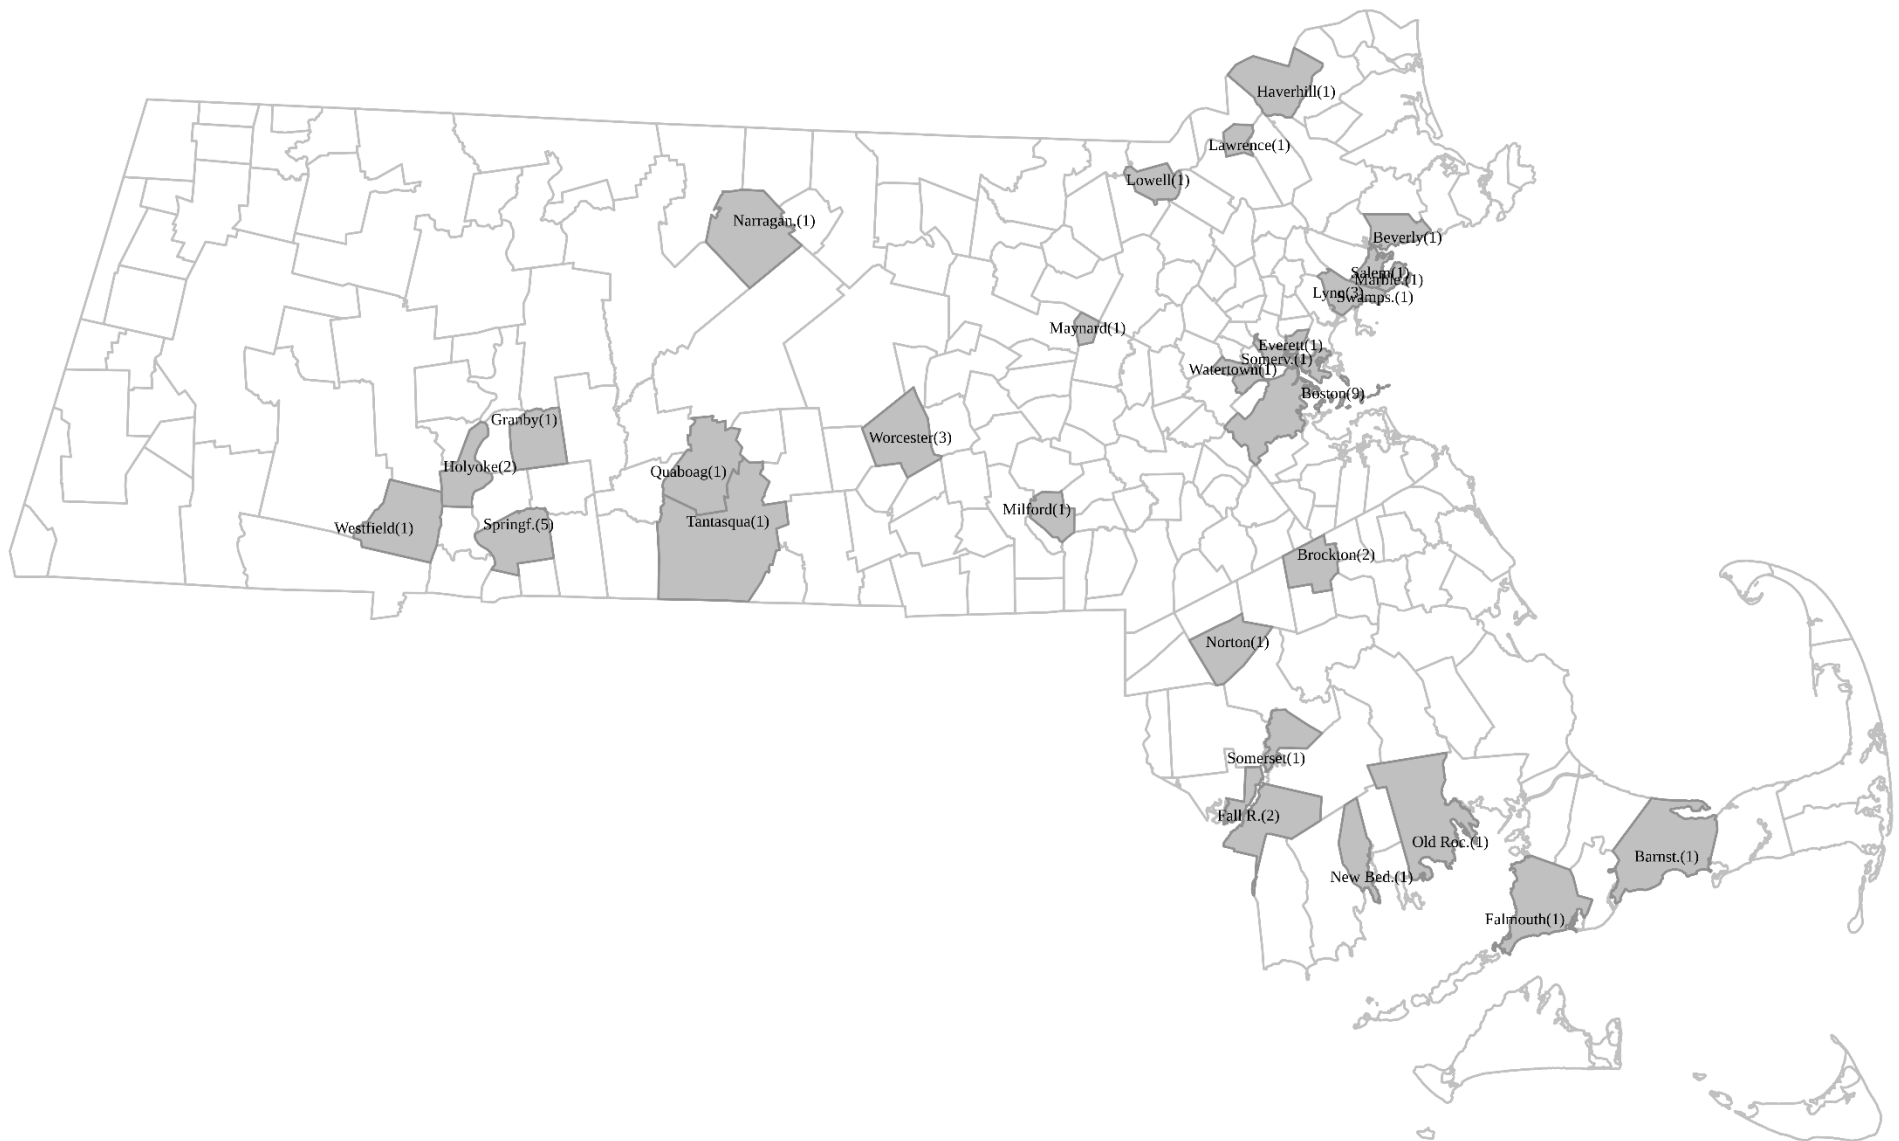 Haverhill(1)
Lawrence(1)
Lowell(1)
Narragan.(1)
Beverly(1)
Salem(1)
Marble.(1)
Lynn(3)
Swamps.(1)
Maynard(1)
Everett(1)
Somerv.(1)
Watertown(1)
Boston(9)
Granby(1)
Worcester(3)
Holyoke(2)
Quaboag(1)
Milford(1)
Tantasqua(1)
Westfield(1)
Springf.(5)
Brockton(2)
Norton(1)
Somerset(1)
Fall R.(2)
Old Roc.(1)
Barnst.(1)
New Bed.(1)
Falmouth(1)